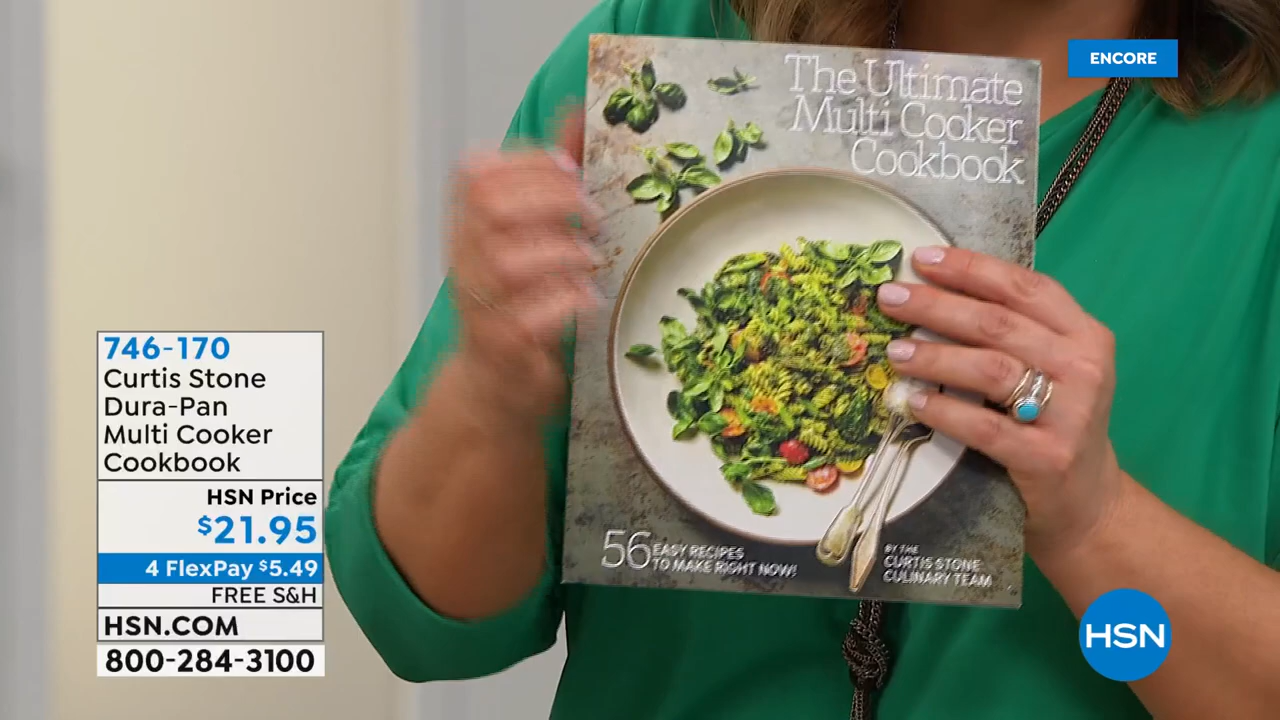 ENCORE
The Ultimate
Multi Cooker
Cookbook
56 EASY RECIPES
TO MAKE RIGHT NOW!
BY THE
CURTIS STONE
CULINARY TEAM
746-170
Curtis Stone
Dura-Pan
Multi Cooker
Cookbook
HSN Price
$21.95
4 FlexPay $5.49
FREE S&H
HSN.COM
800-284-3100
HSN